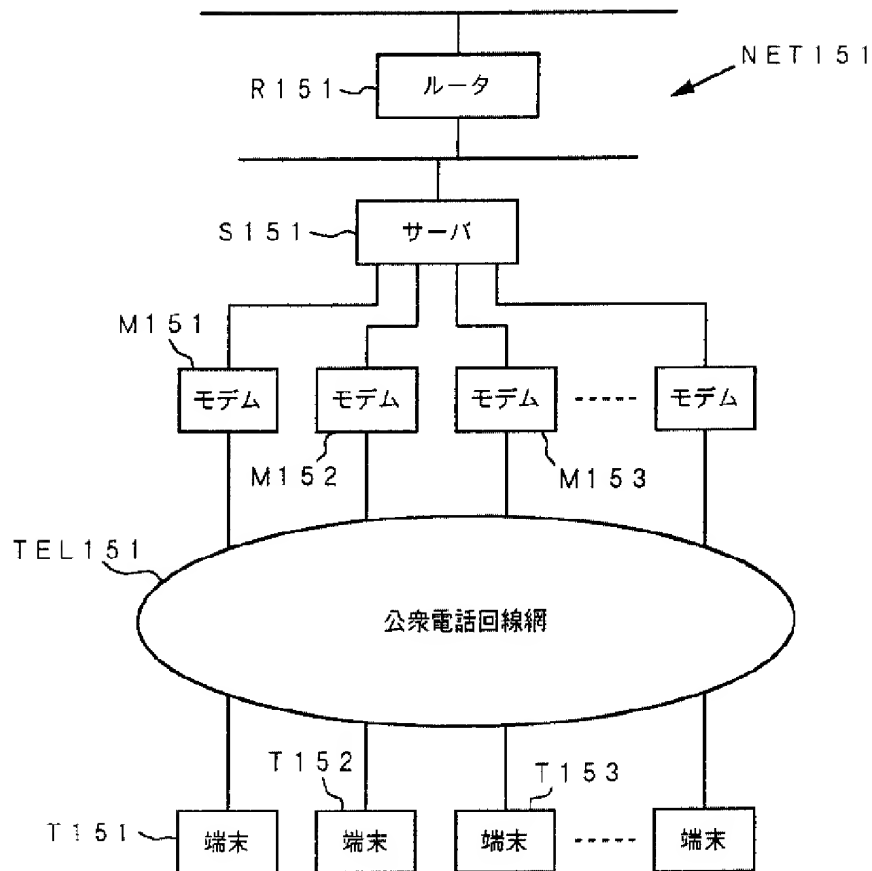 NET151
R151
ルータ
S151
サーバ
M151
モデム
モデム
モデム
モデム
M152
M153
TEL151
公衆電話回線網
T152
T153
T151
端末
端末
端末
端末